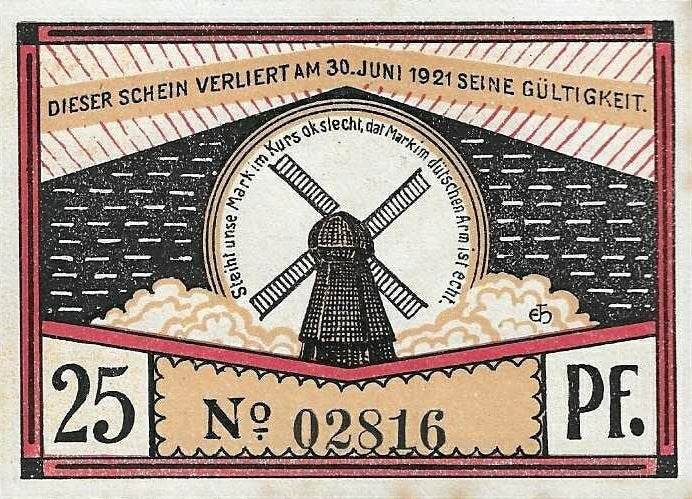 DIESER SCHEIN VERLIERT AM 30. JUNI 1921 SEINE GÜLTIGKEIT.
Steiht unse Mark im Kurs ok slecht, dat Mark im dütschen Arm ist echt.
25
Nº 02816
PF.